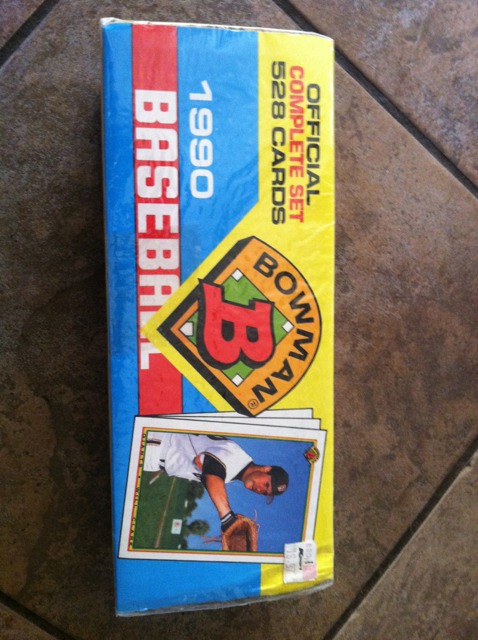 OFFICIAL
COMPLETE SET
528 CARDS
1990
BASEBALL
BOWMAN
B
®